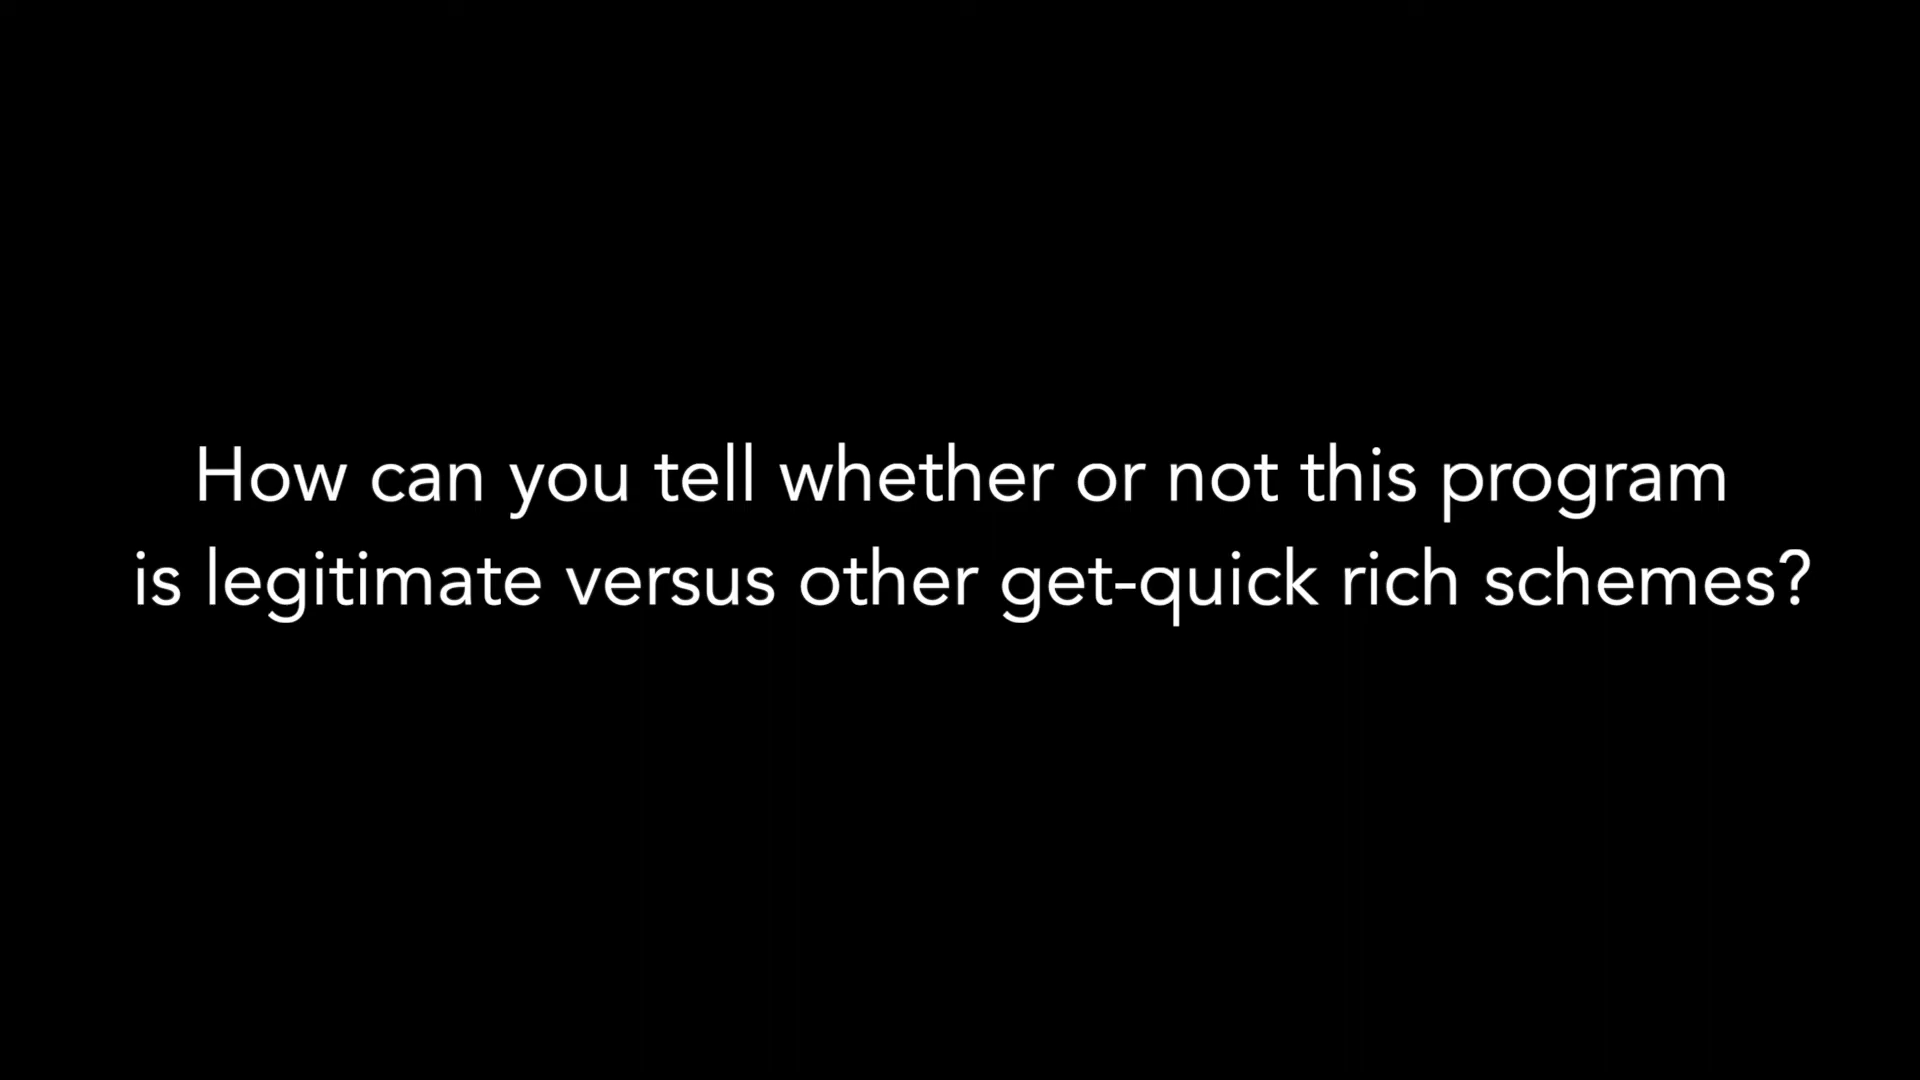 How can you tell whether or not this program
is legitimate versus other get-quick rich schemes?